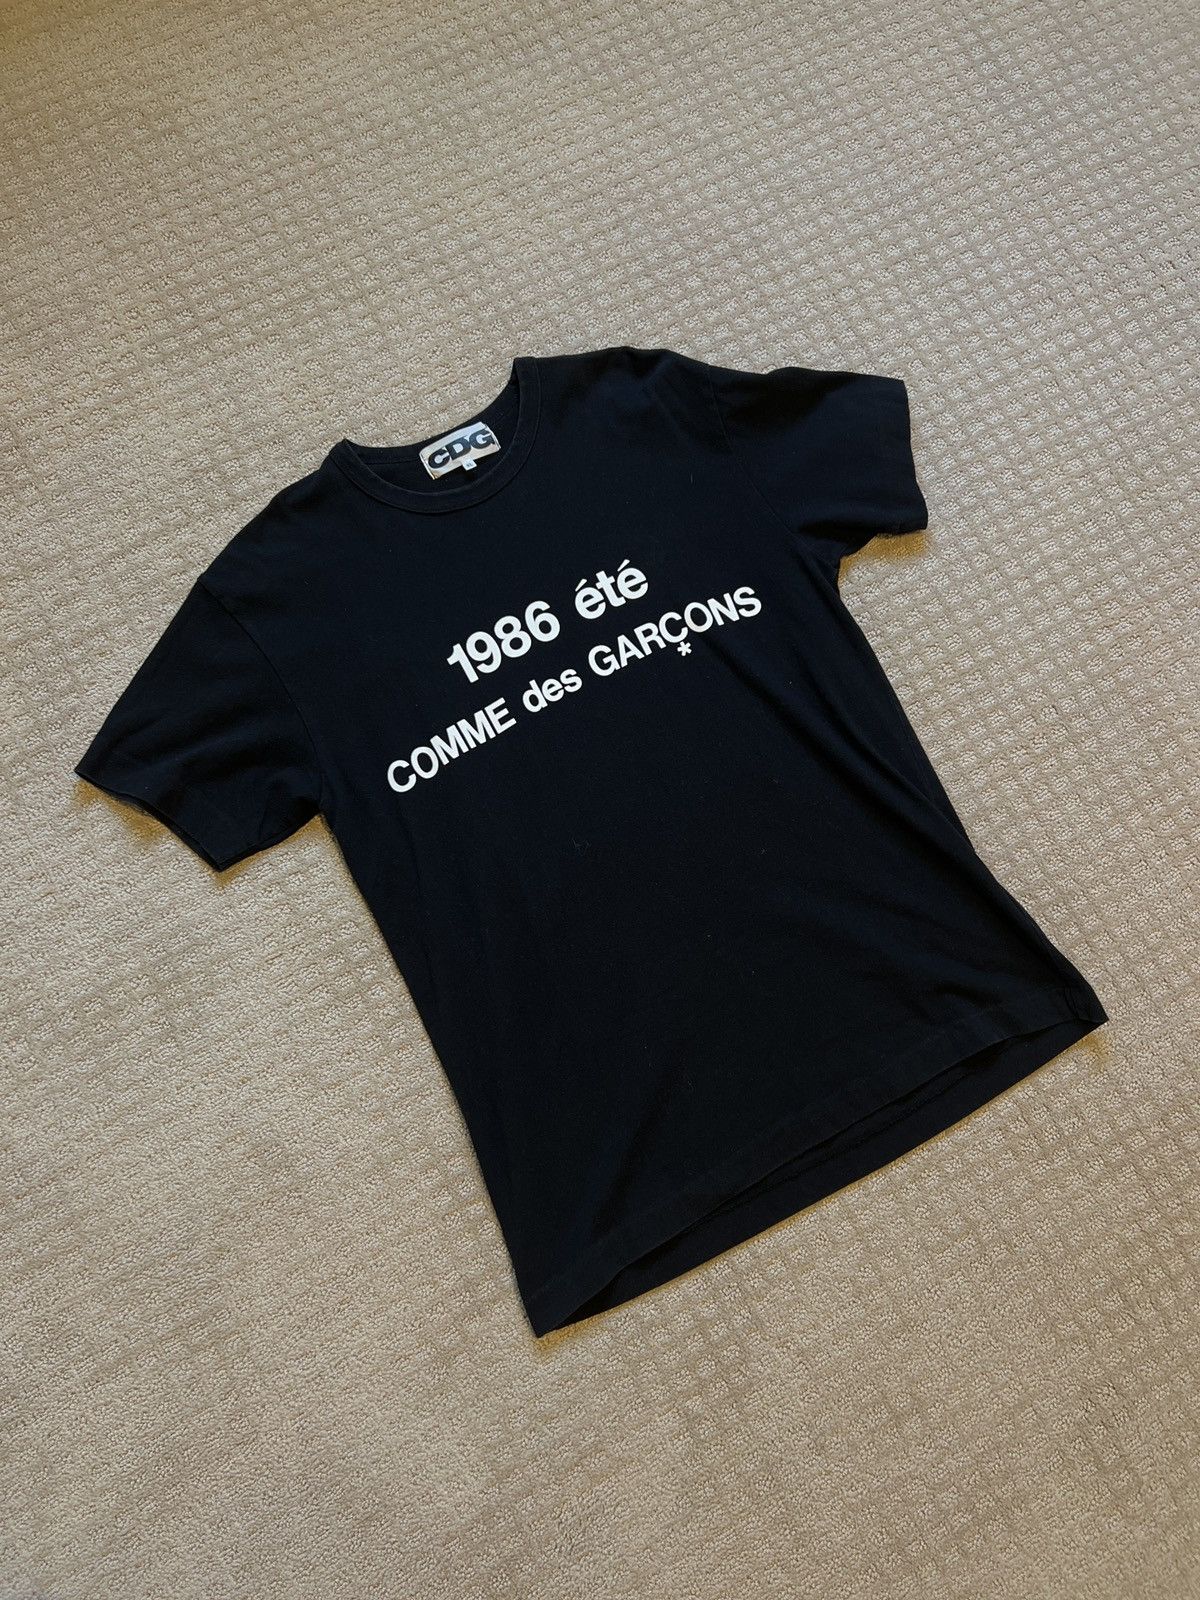 CDG
1986 été
COMME des GARÇONS
*